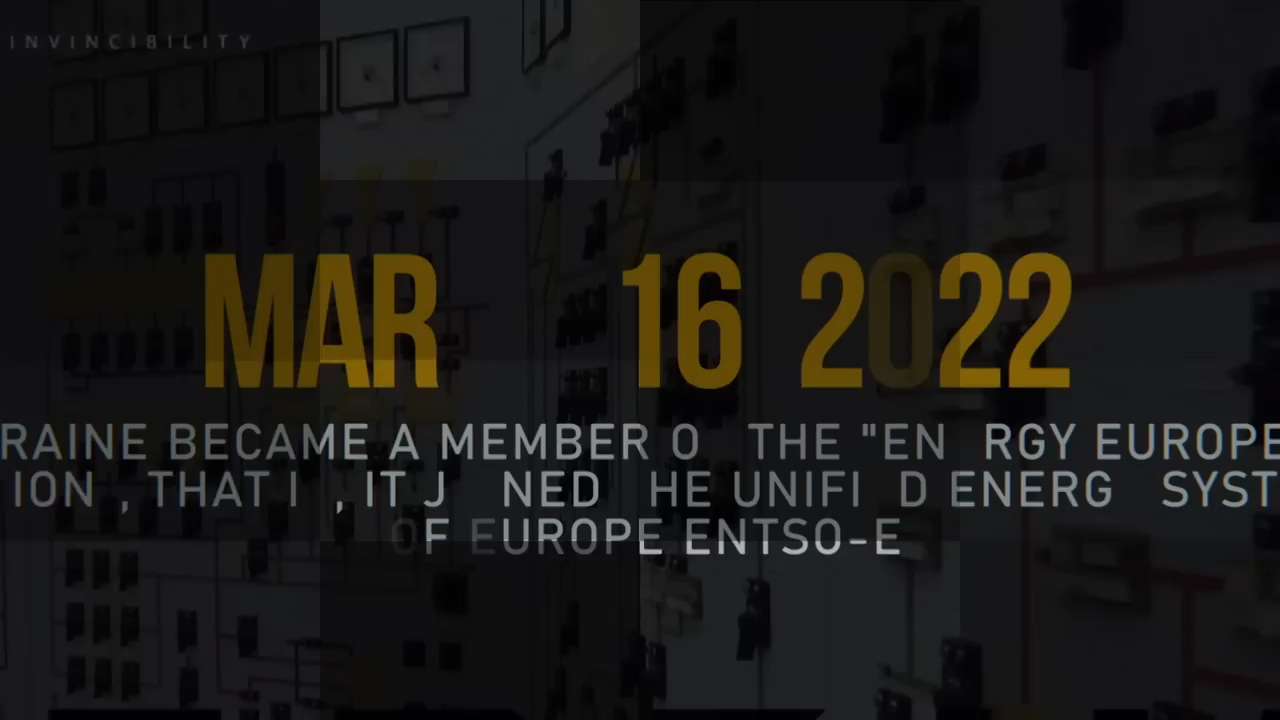 INVINCIBILITY
MAR 16 2022
RAINE BECAME A MEMBER O THE "EN RGY EUROPE
ION , THAT I , IT J NED HE UNIFI D ENERG SYST
OF EUROPE ENTSO-E